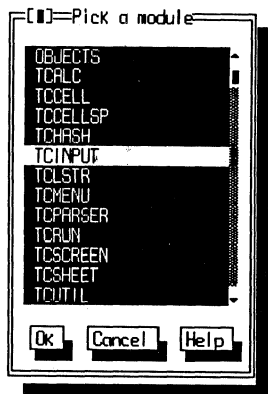 [■]=Pick a module
OBJECTS
TCALC
TCCELL
TCCELLSP
TCHASH
TCINPUT
TCLSTR
TCMENU
TCPARSER
TCRUN
TCSCREEN
TCSHEET
TCUTIL
Ok Cancel Help